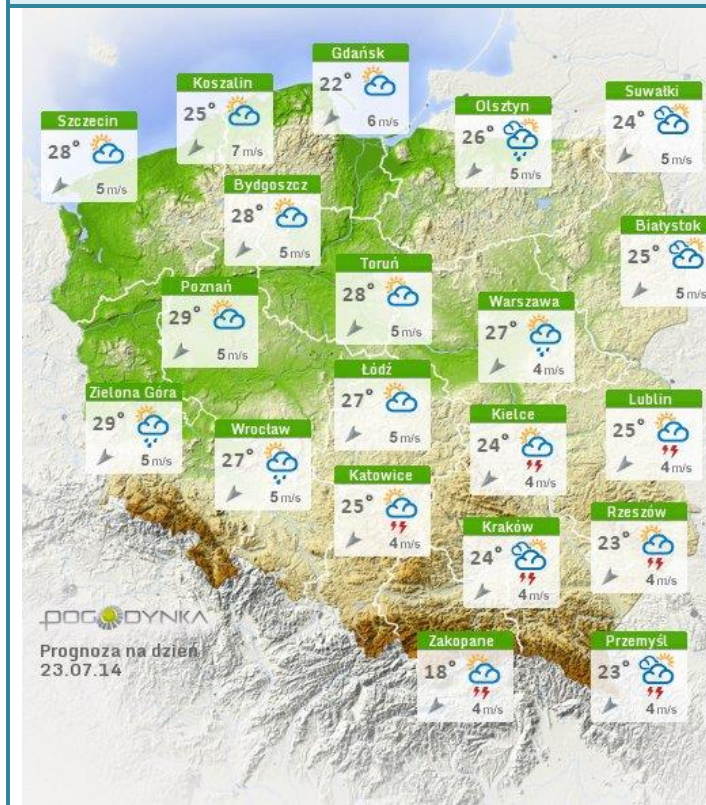 Gdańsk
22°
6 m/s
Koszalin
25°
7 m/s
Szczecin
28°
5 m/s
Olsztyn
26°
5 m/s
Suwałki
24°
5 m/s
Bydgoszcz
28°
5 m/s
Białystok
25°
5 m/s
Toruń
28°
5 m/s
Poznań
29°
5 m/s
Warszawa
27°
4 m/s
Łódź
27°
5 m/s
Zielona Góra
29°
5 m/s
Wrocław
27°
5 m/s
Kielce
24°
4 m/s
Lublin
25°
4 m/s
Katowice
25°
4 m/s
Kraków
24°
4 m/s
Rzeszów
23°
4 m/s
POGODYNKA
Prognoza na dzień
23.07.14
Zakopane
18°
4 m/s
Przemyśl
23°
4 m/s